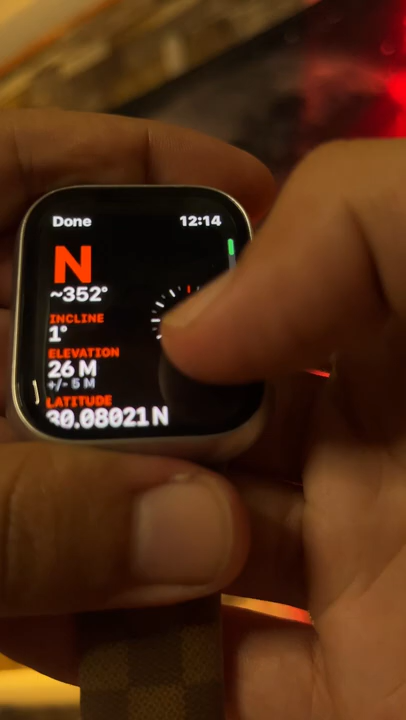 Done 12:14
N
~352°
INCLINE
1°
ELEVATION
26 M
+/- 5 M
LATITUDE
30.08021 N